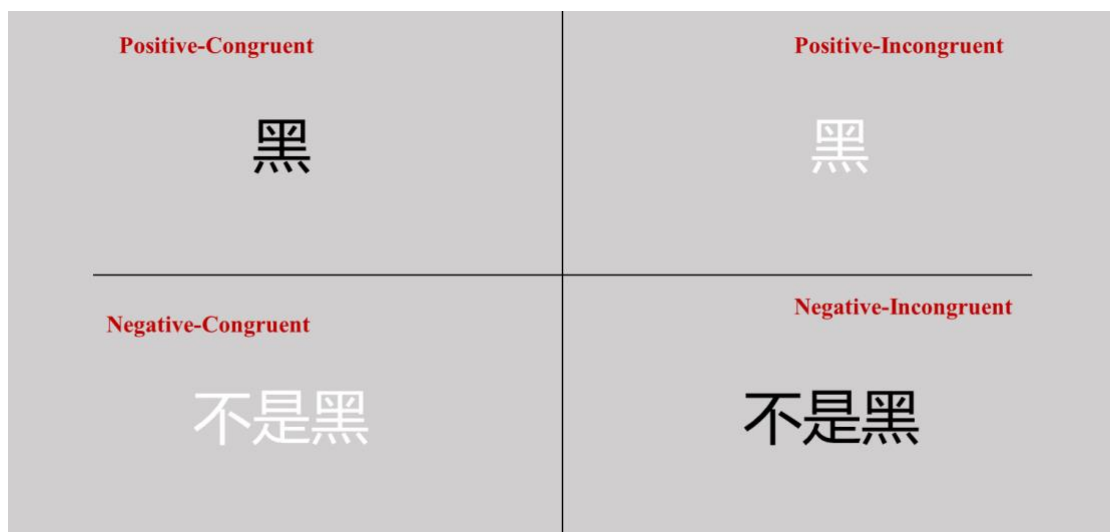 Positive-Congruent
黑
Positive-Incongruent
黑
Negative-Congruent
不是黑
Negative-Incongruent
不是黑